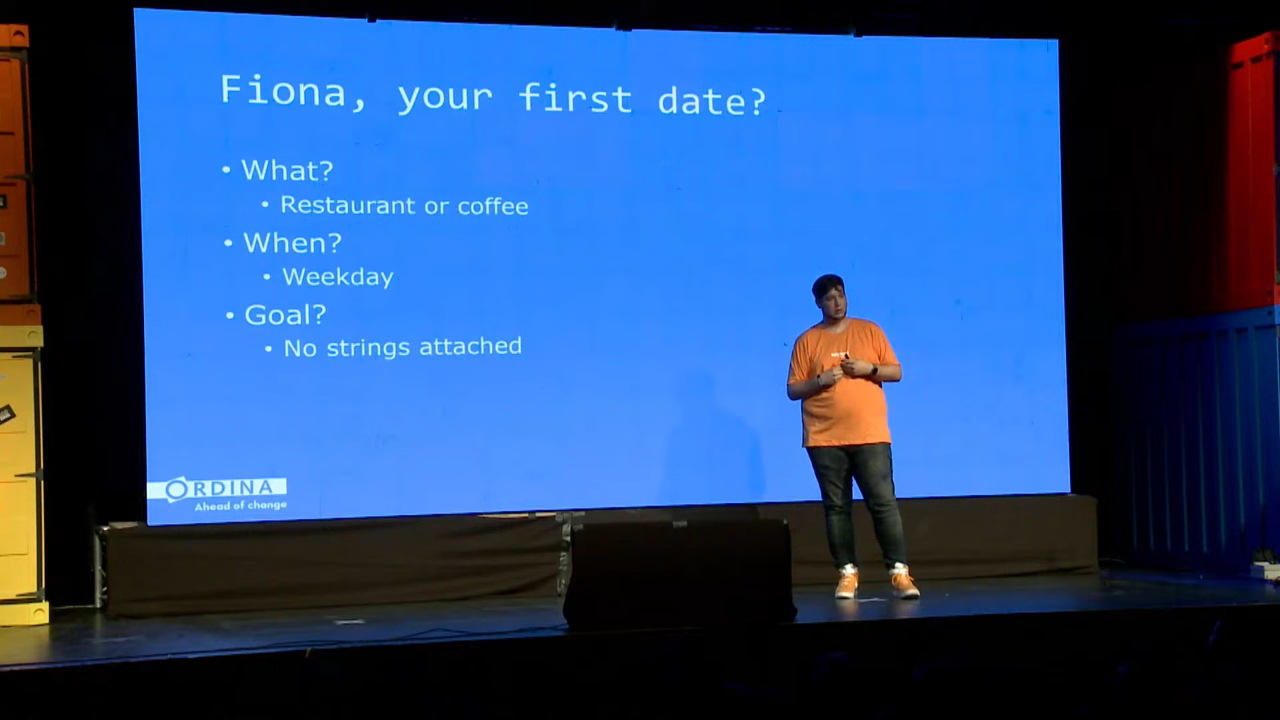 Fiona, your first date?
• What?
• Restaurant or coffee
• When?
• Weekday
• Goal?
• No strings attached
ORDINA
Ahead of change